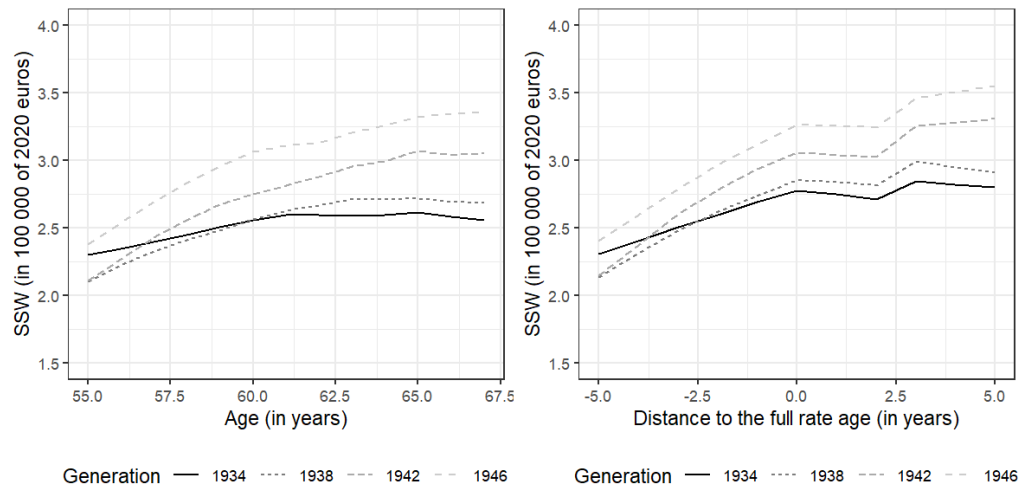 SSW (in 100 000 of 2020 euros)
4.0
3.5
3.0
2.5
2.0
1.5
55.0 57.5 60.0 62.5 65.0 67.5
Age (in years)
Generation 1934 1938 1942 1946
SSW (in 100 000 of 2020 euros)
4.0
3.5
3.0
2.5
2.0
1.5
-5.0 -2.5 0.0 2.5 5.0
Distance to the full rate age (in years)
Generation 1934 1938 1942 1946